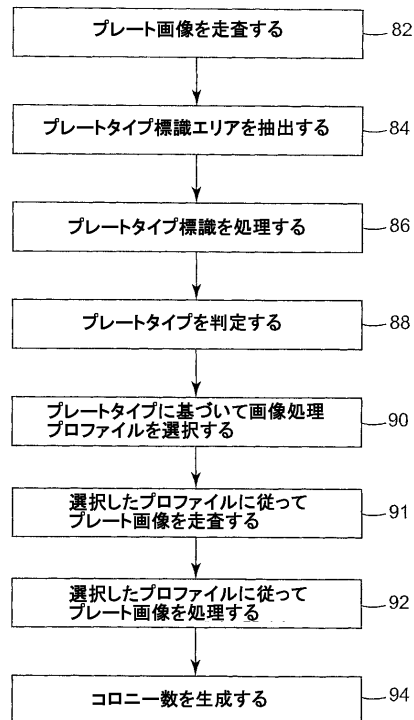 プレート画像を走査する
82
プレートタイプ標識エリアを抽出する
84
プレートタイプ標識を処理する
86
プレートタイプを判定する
88
プレートタイプに基づいて画像処理
プロファイルを選択する
90
選択したプロファイルに従って
プレート画像を走査する
91
選択したプロファイルに従って
プレート画像を処理する
92
コロニー数を生成する
94